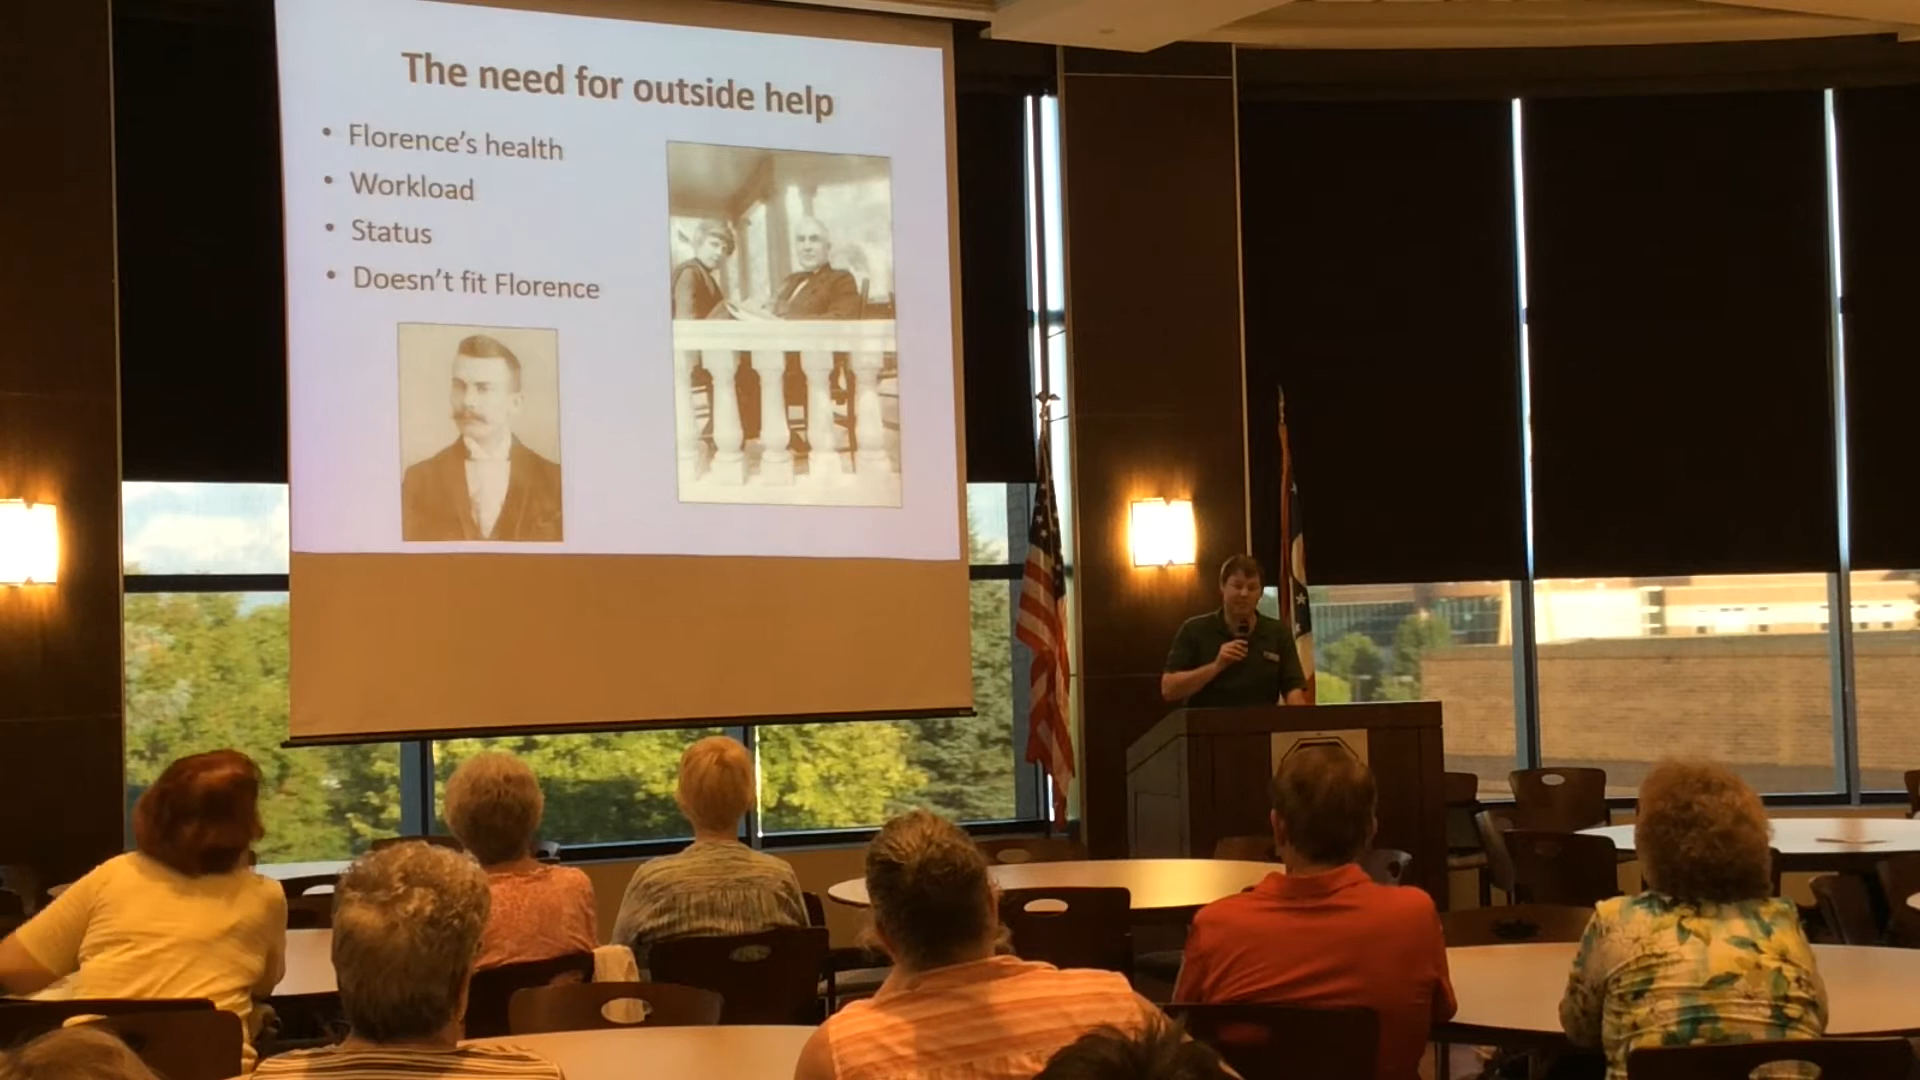 The need for outside help
• Florence's health
• Workload
• Status
• Doesn't fit Florence